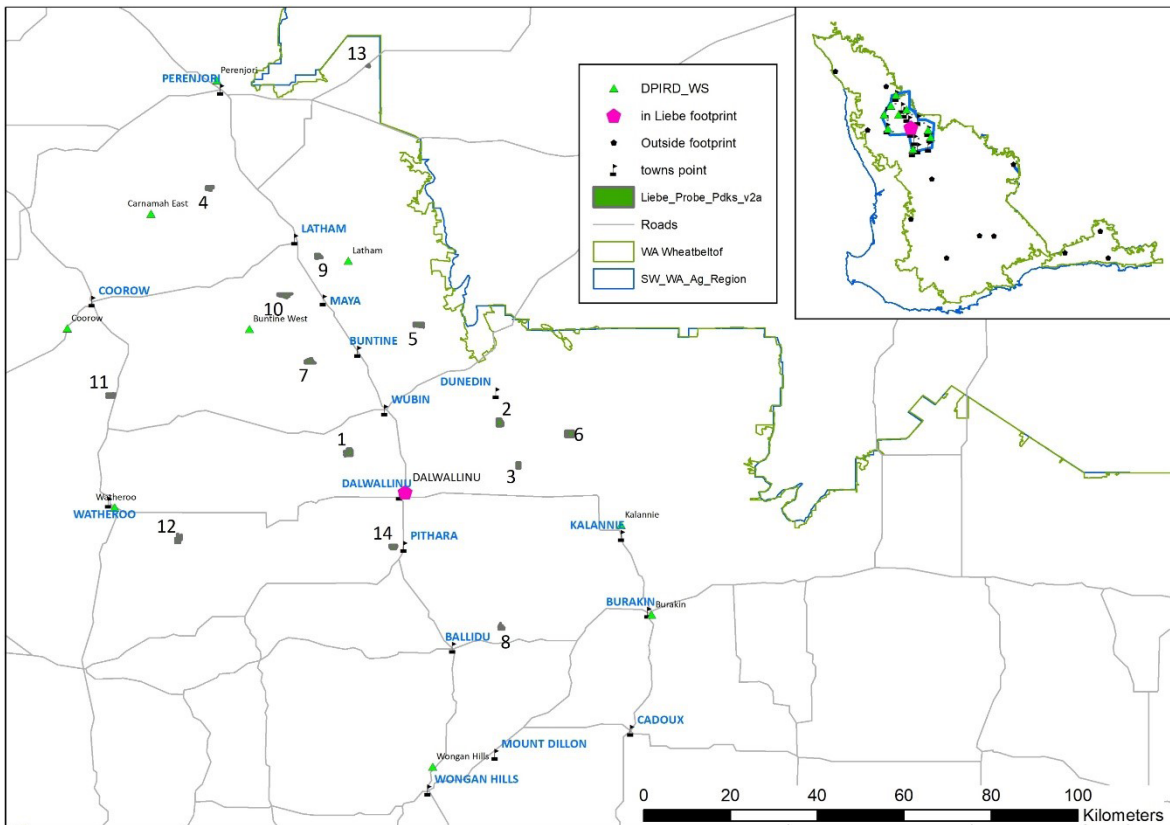 13
PERENJORI
Perenjori
4
Carnamah East
LATHAM
9
Latham
COOROW
10
MAYA
Coorow
Buntine West
5
BUNTINE
7
DUNEDIN
11
WUBIN
2
6
1
3
DALWALLINU
DALWALLINU
Watheroo
WATHEROO
12
14
PITHARA
Kalannie
KALANNIE
BURAKIN
Burakin
BALLIDU
8
CADOUX
MOUNT DILLON
Wongan Hills
WONGAN HILLS
DPIRD_WS
in Liebe footprint
Outside footprint
towns point
Liebe_Probe_Pdks_v2a
Roads
WA Wheatbeltof
SW_WA_Ag_Region
0 20 40 60 80 100
Kilometers